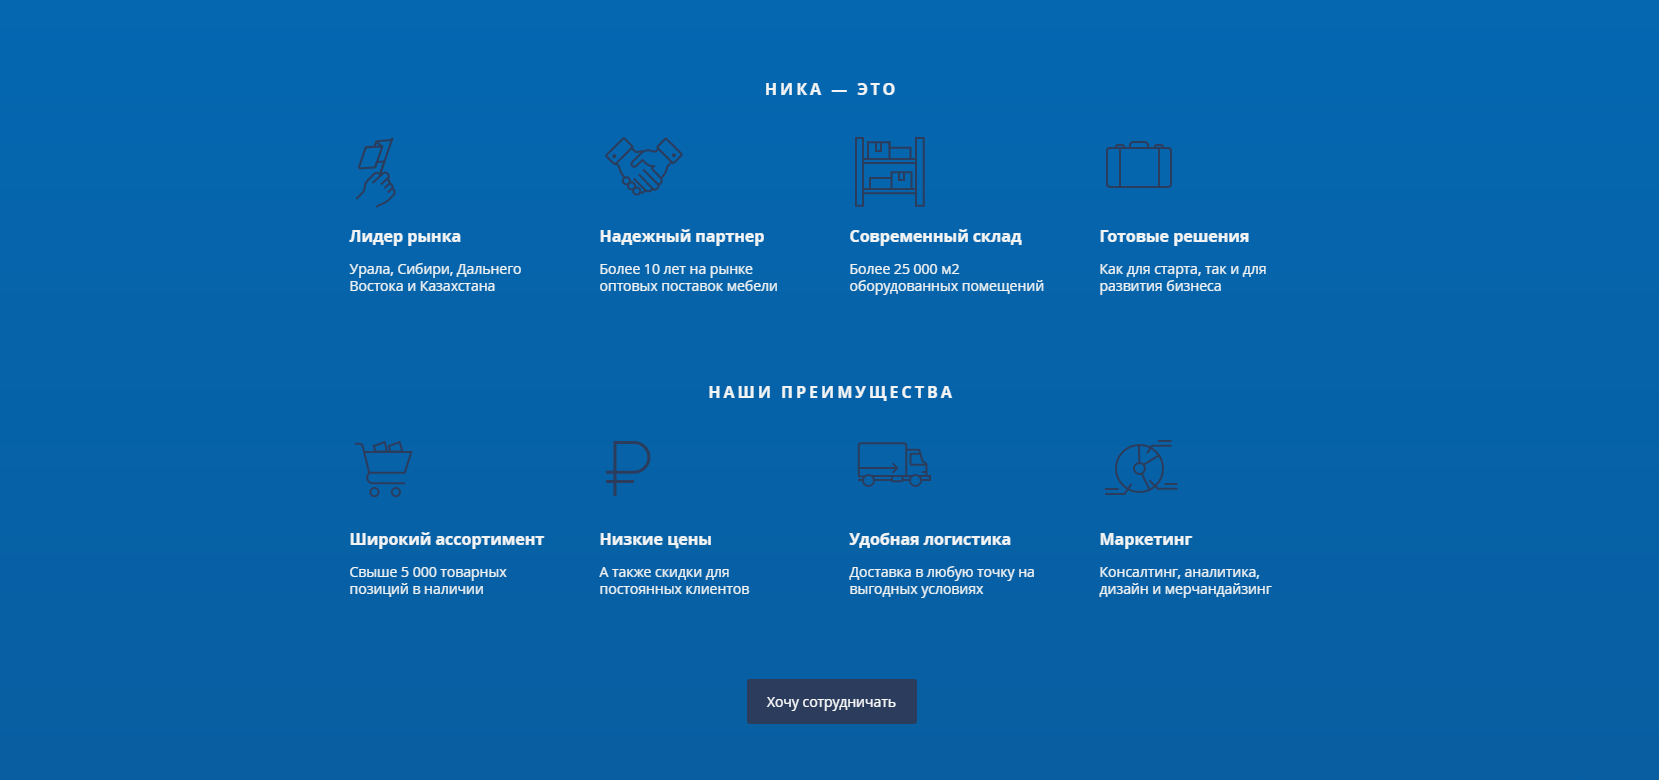 НИКА — ЭТО
Лидер рынка
Урала, Сибири, Дальнего
Востока и Казахстана
Надежный партнер
Более 10 лет на рынке
оптовых поставок мебели
Современный склад
Более 25 000 м2
оборудованных помещений
Готовые решения
Как для старта, так и для
развития бизнеса
НАШИ ПРЕИМУЩЕСТВА
Широкий ассортимент
Свыше 5 000 товарных
позиций в наличии
Низкие цены
А также скидки для
постоянных клиентов
Удобная логистика
Доставка в любую точку на
выгодных условиях
Маркетинг
Консалтинг, аналитика,
дизайн и мерчандайзинг
Хочу сотрудничать